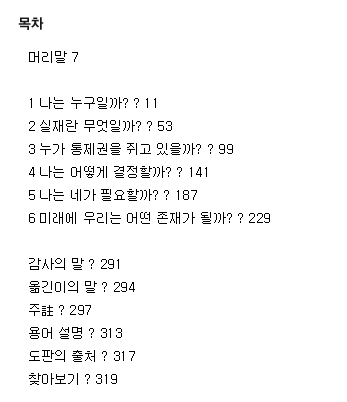 목차
머리말 7
1 나는 누구일까? ? 11
2 실재란 무엇일까? ? 53
3 누가 통제권을 쥐고 있을까? ? 99
4 나는 어떻게 결정할까? ? 141
5 나는 네가 필요할까? ? 187
6 미래에 우리는 어떤 존재가 될까? ? 229
감사의 말 ? 291
옮긴이의 말 ? 294
주註 ? 297
용어 설명 ? 313
도판의 출처 ? 317
찾아보기 ? 319